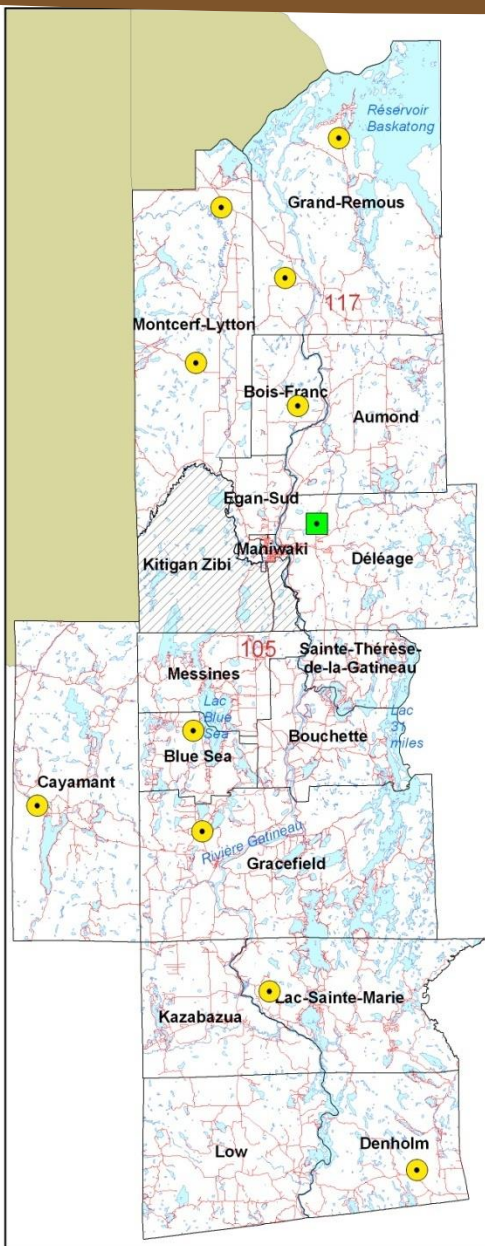 Réservoir
Baskatong
Grand-Remous
117
Montcerf-Lytton
Bois-Franc
Aumond
Egan-Sud
Maniwaki
Kitigan Zibi
Déléage
105
Sainte-Thérèse-
de-la-Gatineau
Messines
Lac
Blue
Sea
Lac
31
miles
Bouchette
Blue Sea
Cayamant
Rivière Gatineau
Gracefield
Lac-Sainte-Marie
Kazabazua
Low
Denholm